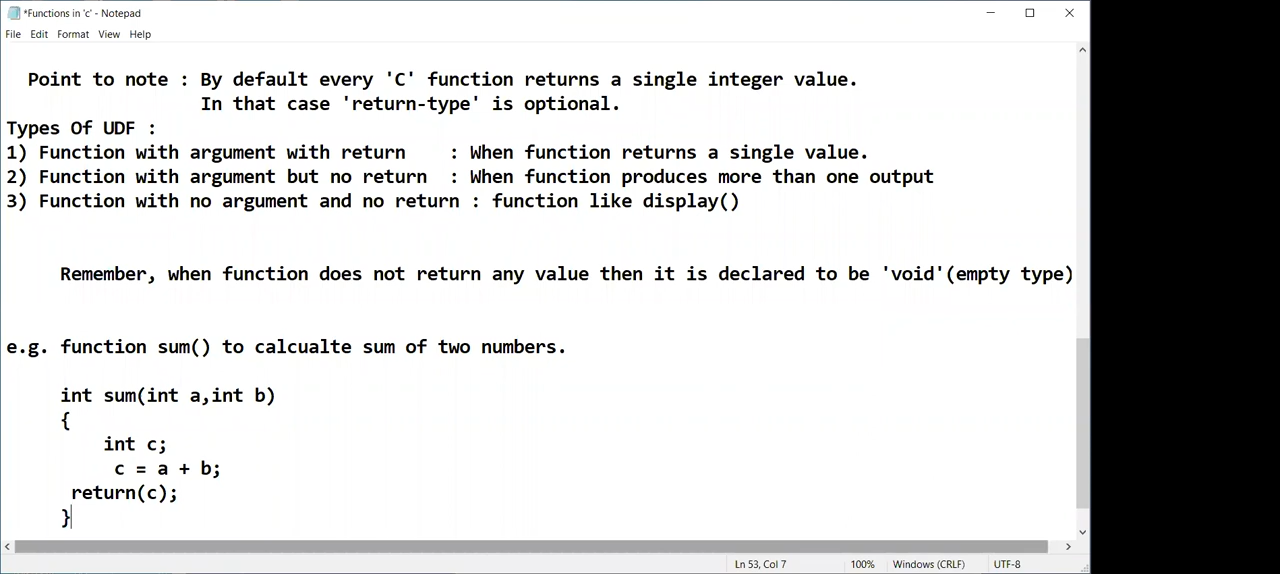 *Functions in 'c' - Notepad
File Edit Format View Help
Point to note : By default every 'C' function returns a single integer value.
In that case 'return-type' is optional.
Types Of UDF :
1) Function with argument with return : When function returns a single value.
2) Function with argument but no return : When function produces more than one output
3) Function with no argument and no return : function like display()
Remember, when function does not return any value then it is declared to be 'void'(empty type)
e.g. function sum() to calcualte sum of two numbers.
int sum(int a,int b)
{
int c;
c = a + b;
return(c);
}
Ln 53, Col 7 100% Windows (CRLF) UTF-8